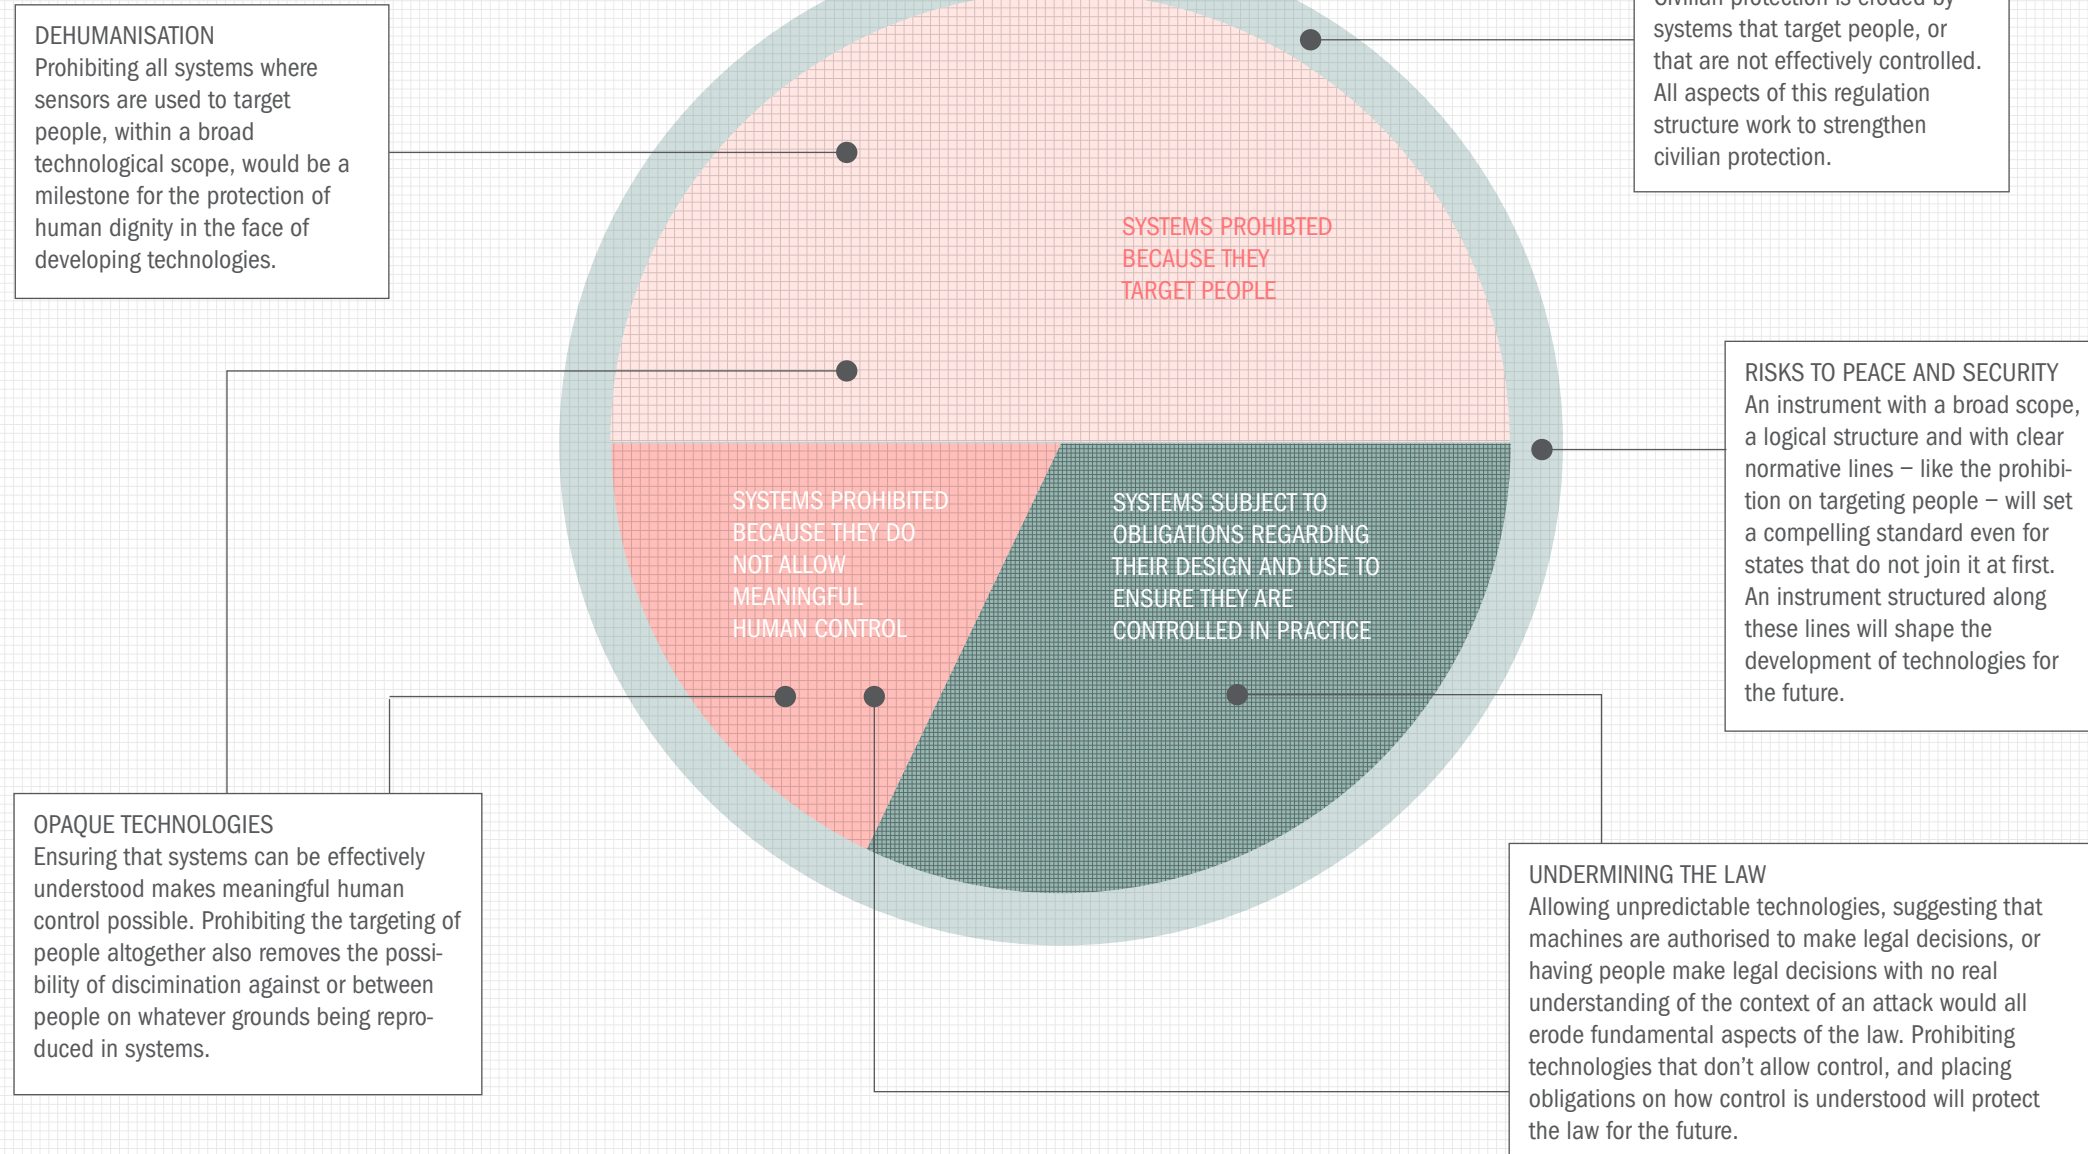 DEHUMANISATION
Prohibiting all systems where
sensors are used to target
people, within a broad
technological scope, would be a
milestone for the protection of
human dignity in the face of
developing technologies.
Civilian protection is eroded by
systems that target people, or
that are not effectively controlled.
All aspects of this regulation
structure work to strengthen
civilian protection.
SYSTEMS PROHIBTED
BECAUSE THEY
TARGET PEOPLE
RISKS TO PEACE AND SECURITY
An instrument with a broad scope,
a logical structure and with clear
normative lines – like the prohibi-
tion on targeting people – will set
a compelling standard even for
states that do not join it at first.
An instrument structured along
these lines will shape the
development of technologies for
the future.
SYSTEMS PROHIBITED
BECAUSE THEY DO
NOT ALLOW
MEANINGFUL
HUMAN CONTROL
SYSTEMS SUBJECT TO
OBLIGATIONS REGARDING
THEIR DESIGN AND USE TO
ENSURE THEY ARE
CONTROLLED IN PRACTICE
OPAQUE TECHNOLOGIES
Ensuring that systems can be effectively
understood makes meaningful human
control possible. Prohibiting the targeting of
people altogether also removes the possi-
bility of discimination against or between
people on whatever grounds being repro-
duced in systems.
UNDERMINING THE LAW
Allowing unpredictable technologies, suggesting that
machines are authorised to make legal decisions, or
having people make legal decisions with no real
understanding of the context of an attack would all
erode fundamental aspects of the law. Prohibiting
technologies that don't allow control, and placing
obligations on how control is understood will protect
the law for the future.